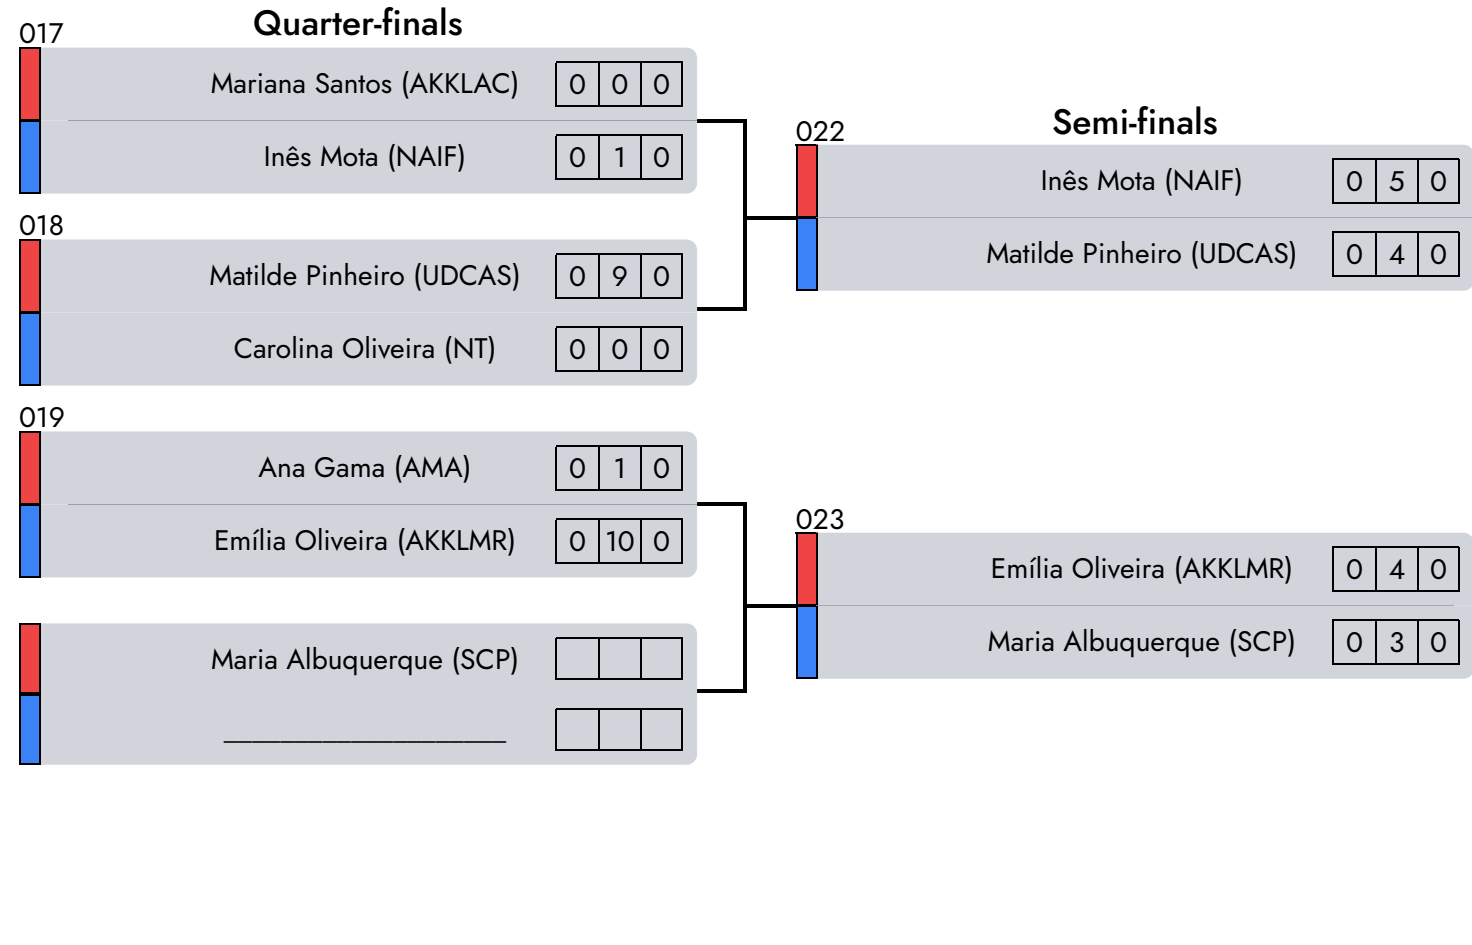 Quarter-finals
017
Mariana Santos (AKKLAC) 0 0 0
Inês Mota (NAIF) 0 1 0
018
Matilde Pinheiro (UDCAS) 0 9 0
Carolina Oliveira (NT) 0 0 0
019
Ana Gama (AMA) 0 1 0
Emília Oliveira (AKKLMR) 0 10 0
Maria Albuquerque (SCP)
____________________
Semi-finals
022
Inês Mota (NAIF) 0 5 0
Matilde Pinheiro (UDCAS) 0 4 0
023
Emília Oliveira (AKKLMR) 0 4 0
Maria Albuquerque (SCP) 0 3 0